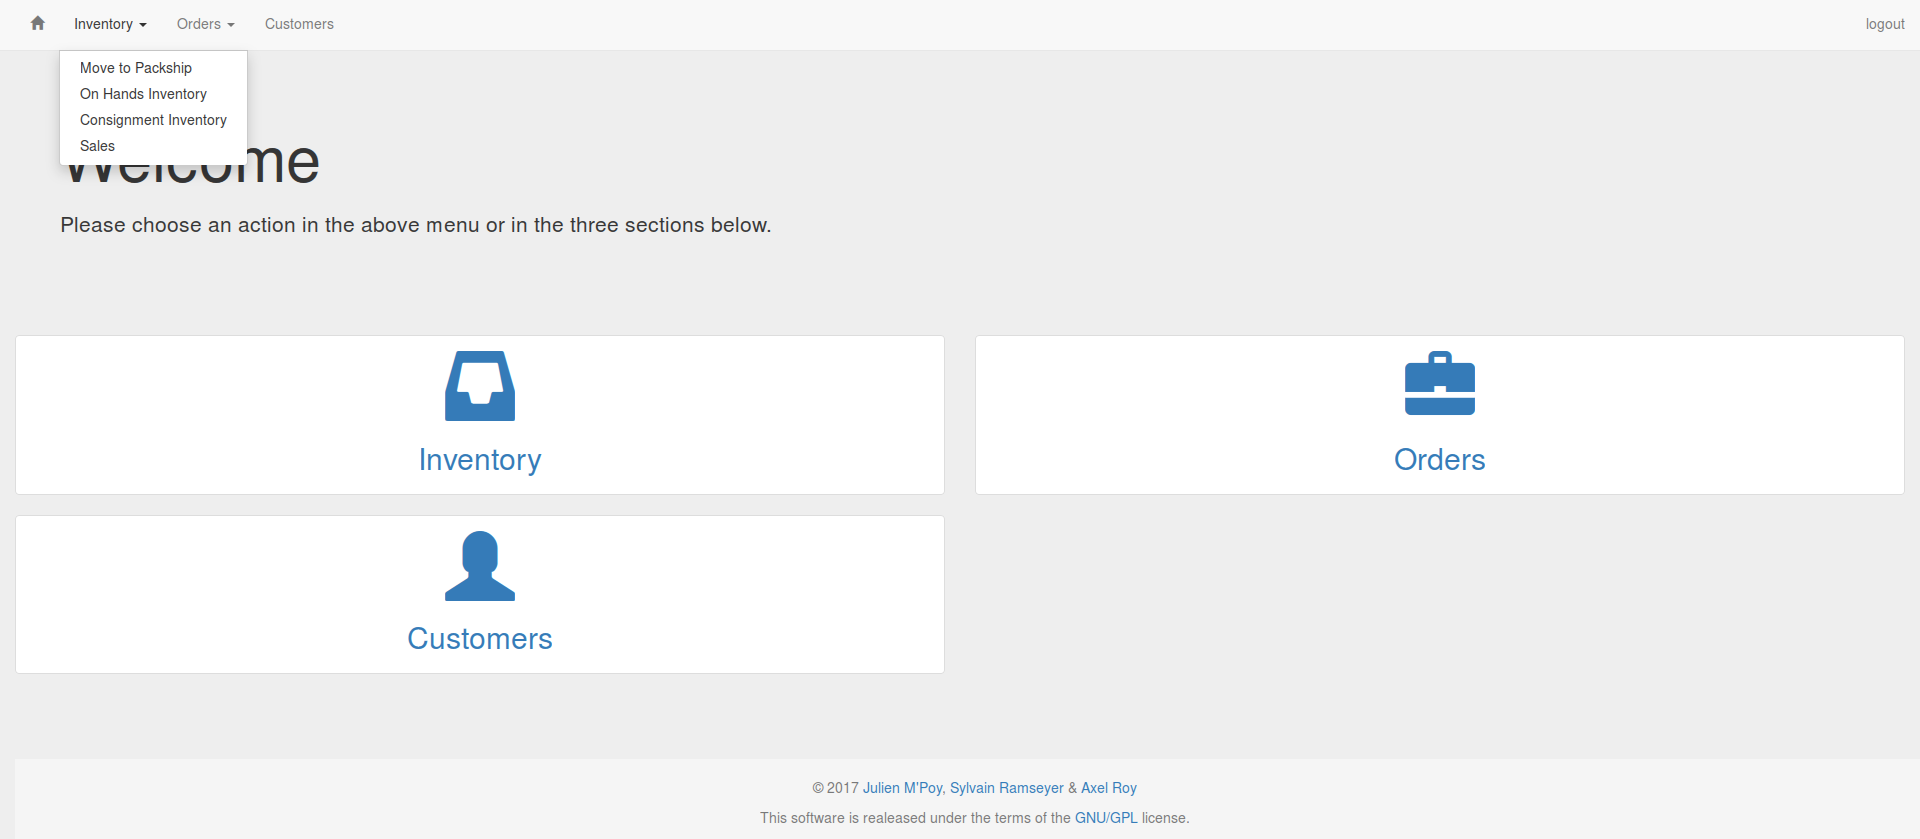 Inventory Orders Customers logout
Move to Packship
On Hands Inventory
Consignment Inventory
Sales
Welcome
Please choose an action in the above menu or in the three sections below.
Inventory Orders
Customers
© 2017 Julien M'Poy, Sylvain Ramseyer & Axel Roy
This software is realeased under the terms of the GNU/GPL license.